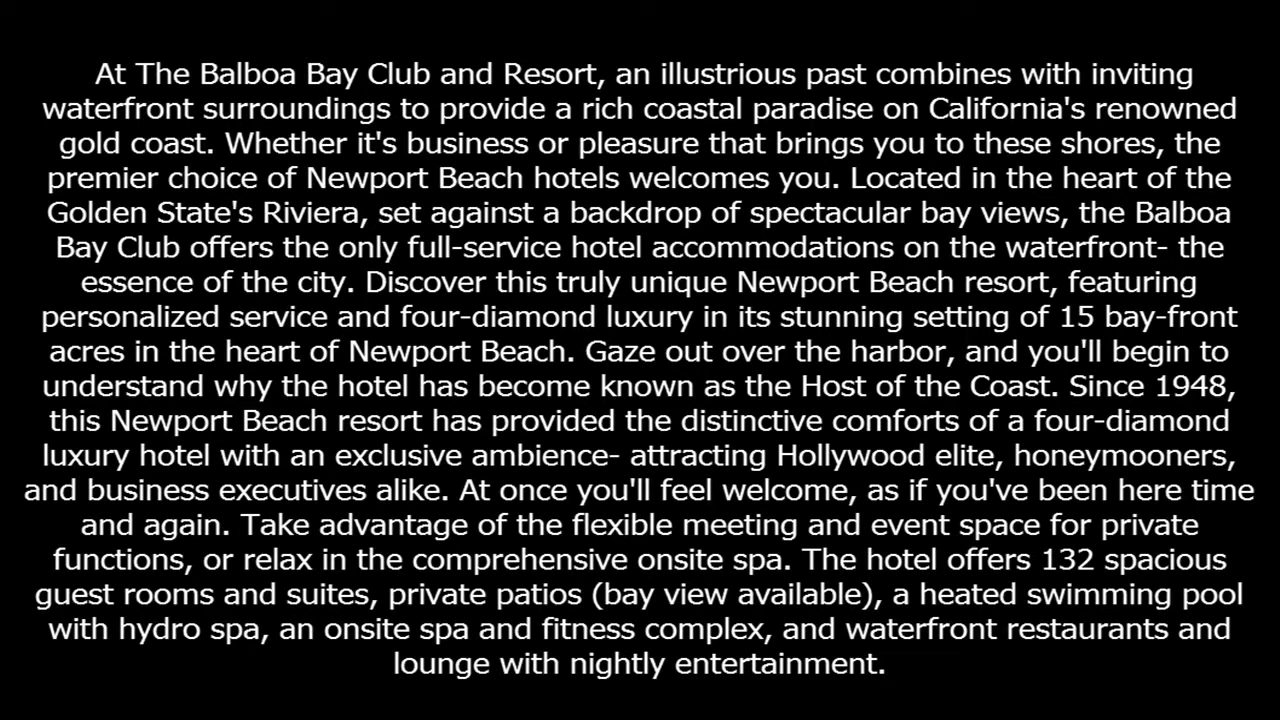 At The Balboa Bay Club and Resort, an illustrious past combines with inviting
waterfront surroundings to provide a rich coastal paradise on California's renowned
gold coast. Whether it's business or pleasure that brings you to these shores, the
premier choice of Newport Beach hotels welcomes you. Located in the heart of the
Golden State's Riviera, set against a backdrop of spectacular bay views, the Balboa
Bay Club offers the only full-service hotel accommodations on the waterfront- the
essence of the city. Discover this truly unique Newport Beach resort, featuring
personalized service and four-diamond luxury in its stunning setting of 15 bay-front
acres in the heart of Newport Beach. Gaze out over the harbor, and you'll begin to
understand why the hotel has become known as the Host of the Coast. Since 1948,
this Newport Beach resort has provided the distinctive comforts of a four-diamond
luxury hotel with an exclusive ambience- attracting Hollywood elite, honeymooners,
and business executives alike. At once you'll feel welcome, as if you've been here time
and again. Take advantage of the flexible meeting and event space for private
functions, or relax in the comprehensive onsite spa. The hotel offers 132 spacious
guest rooms and suites, private patios (bay view available), a heated swimming pool
with hydro spa, an onsite spa and fitness complex, and waterfront restaurants and
lounge with nightly entertainment.